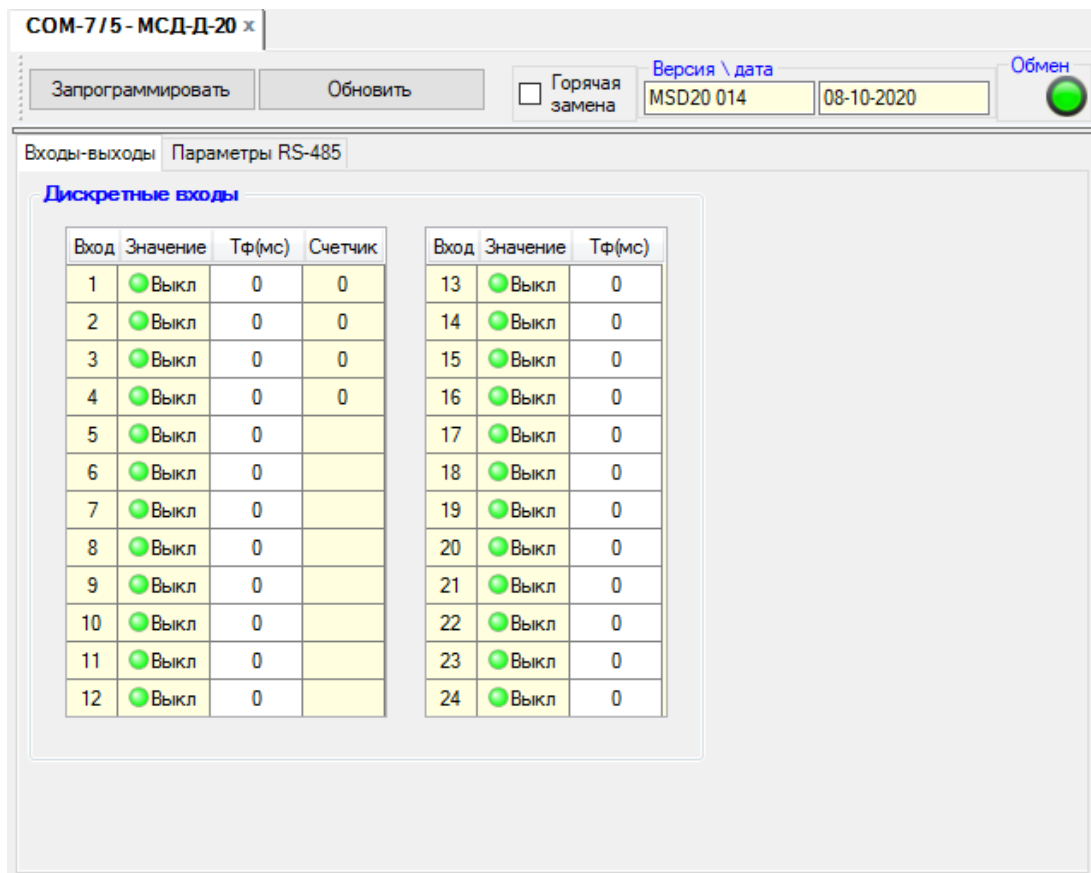 COM-7 / 5 - МСД-Д-20 x
Запрограммировать Обновить Горячая замена Версия \ дата MSD20 014 08-10-2020 Обмен
Входы-выходы Параметры RS-485
Дискретные входы
Вход Значение Тф(мс) Счетчик Вход Значение Тф(мс)
1 Выкл 0 0 13 Выкл 0
2 Выкл 0 0 14 Выкл 0
3 Выкл 0 0 15 Выкл 0
4 Выкл 0 0 16 Выкл 0
5 Выкл 0 17 Выкл 0
6 Выкл 0 18 Выкл 0
7 Выкл 0 19 Выкл 0
8 Выкл 0 20 Выкл 0
9 Выкл 0 21 Выкл 0
10 Выкл 0 22 Выкл 0
11 Выкл 0 23 Выкл 0
12 Выкл 0 24 Выкл 0